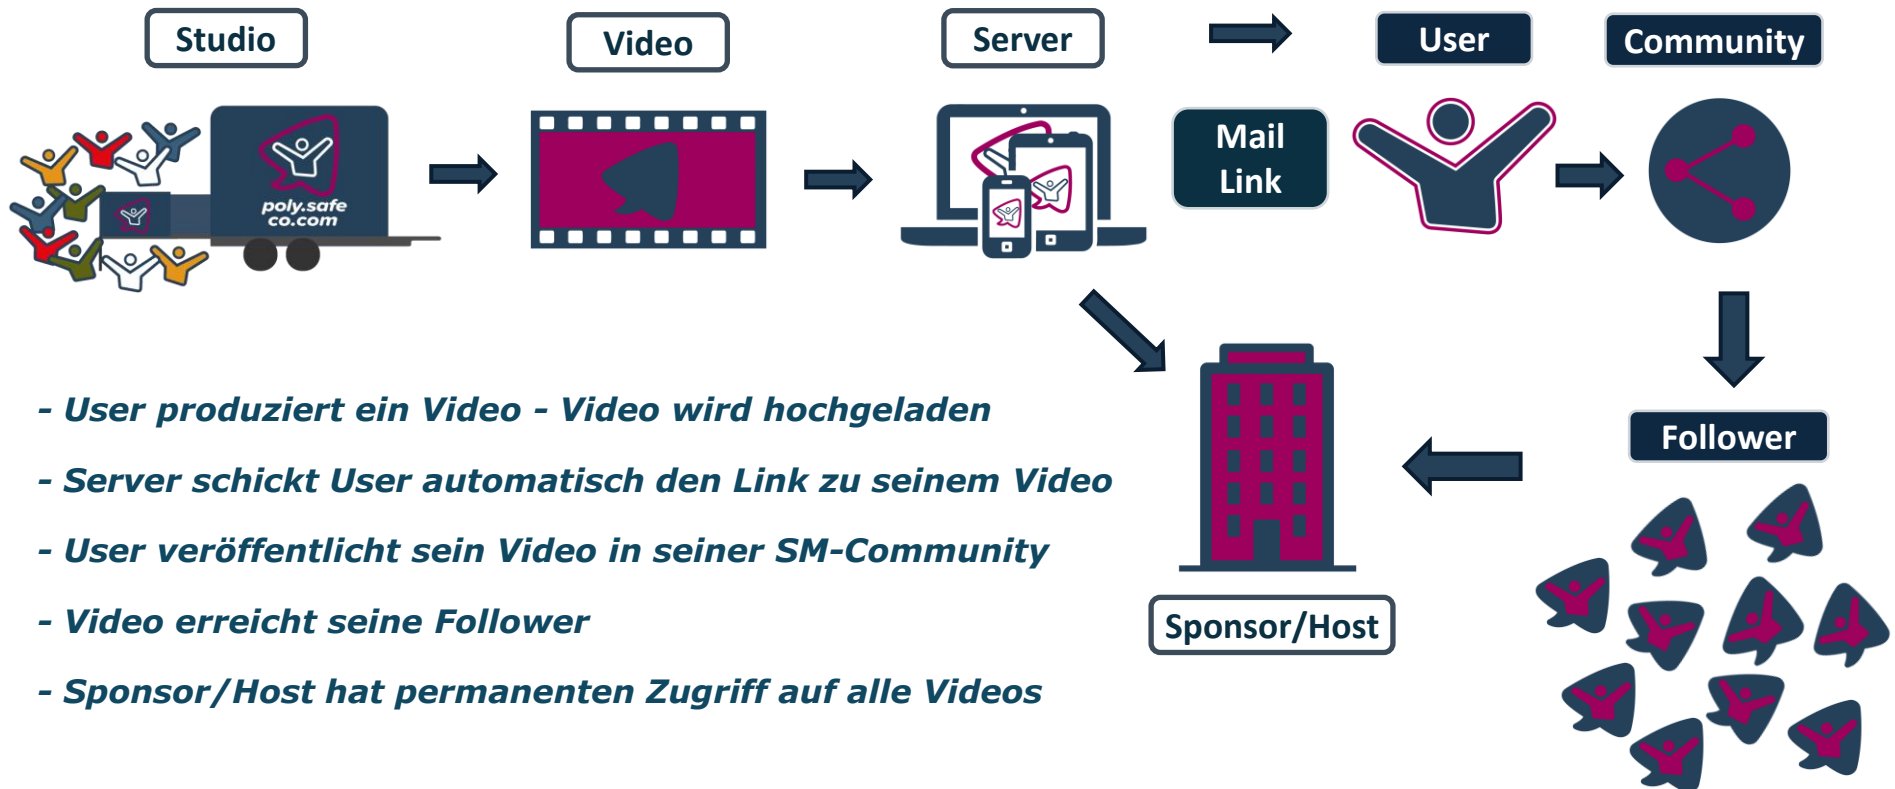 Studio
Video
Server
User
Community
Mail
Link
poly.safe
co.com
- User produziert ein Video - Video wird hochgeladen
- Server schickt User automatisch den Link zu seinem Video
- User veröffentlicht sein Video in seiner SM-Community
- Video erreicht seine Follower
- Sponsor/Host hat permanenten Zugriff auf alle Videos
Sponsor/Host
Follower